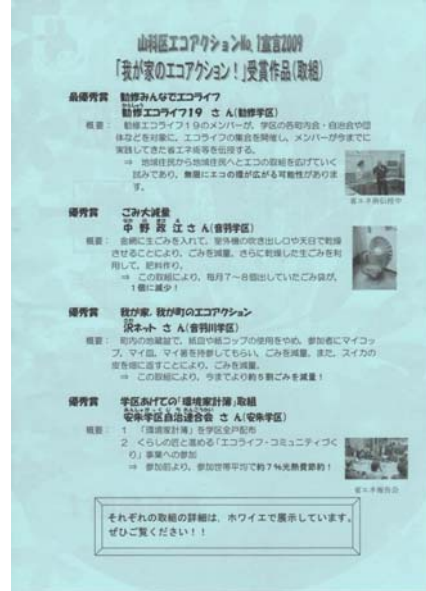 山科区エコアクションNo.1宣言2009
「我が家のエコアクション!」受賞作品(取組)
最優秀賞 勧修みんなでエコライフ
勧修エコライフ19 さん(勧修学区)
概要: 勧修エコライフ19のメンバーが、学区の各町内会・自治会や団
体などを対象に、エコライフの集会を開催し、メンバーが今までに
実践してきた省エネ術等を伝授する。
⇒ 地域住民から地域住民へとエコの取組を広げていく
試みであり、無限にエコの環が広がる可能性がありま
す。
省エネ術伝授中
優秀賞 ごみ大減量
中野政江さん(音羽学区)
概要: 金網に生ごみを入れて、室外機の吹き出し口や天日で乾燥
させることにより、ごみを減量。さらに乾燥した生ごみを利
用して、肥料作り。
⇒ この取組により、毎月7~8個出していたごみ袋が、
1個に減少!
優秀賞 我が家、我が町のエコアクション
沢ネット さん(音羽川学区)
概要: 町内の地蔵盆で、紙皿や紙コップの使用をやめ、参加者にマイコッ
プ、マイ皿、マイ箸を持参してもらい、ごみを減量。また、スイカの
皮を畑に返すことにより、ごみを減量。
⇒ この取組により、今までより約5割ごみを減量!
優秀賞 学区あげての「環境家計簿」取組
安朱学区自治連合会 さん(安朱学区)
概要: 1 「環境家計簿」を学区全戸配布
2 くらしの匠と進める「エコライフ・コミュニティづく
り」事業への参加
⇒ 参加前より、参加世帯平均で約7%光熱費節約!
省エネ報告会
それぞれの取組の詳細は、ホワイエで展示しています。
ぜひご覧ください!!